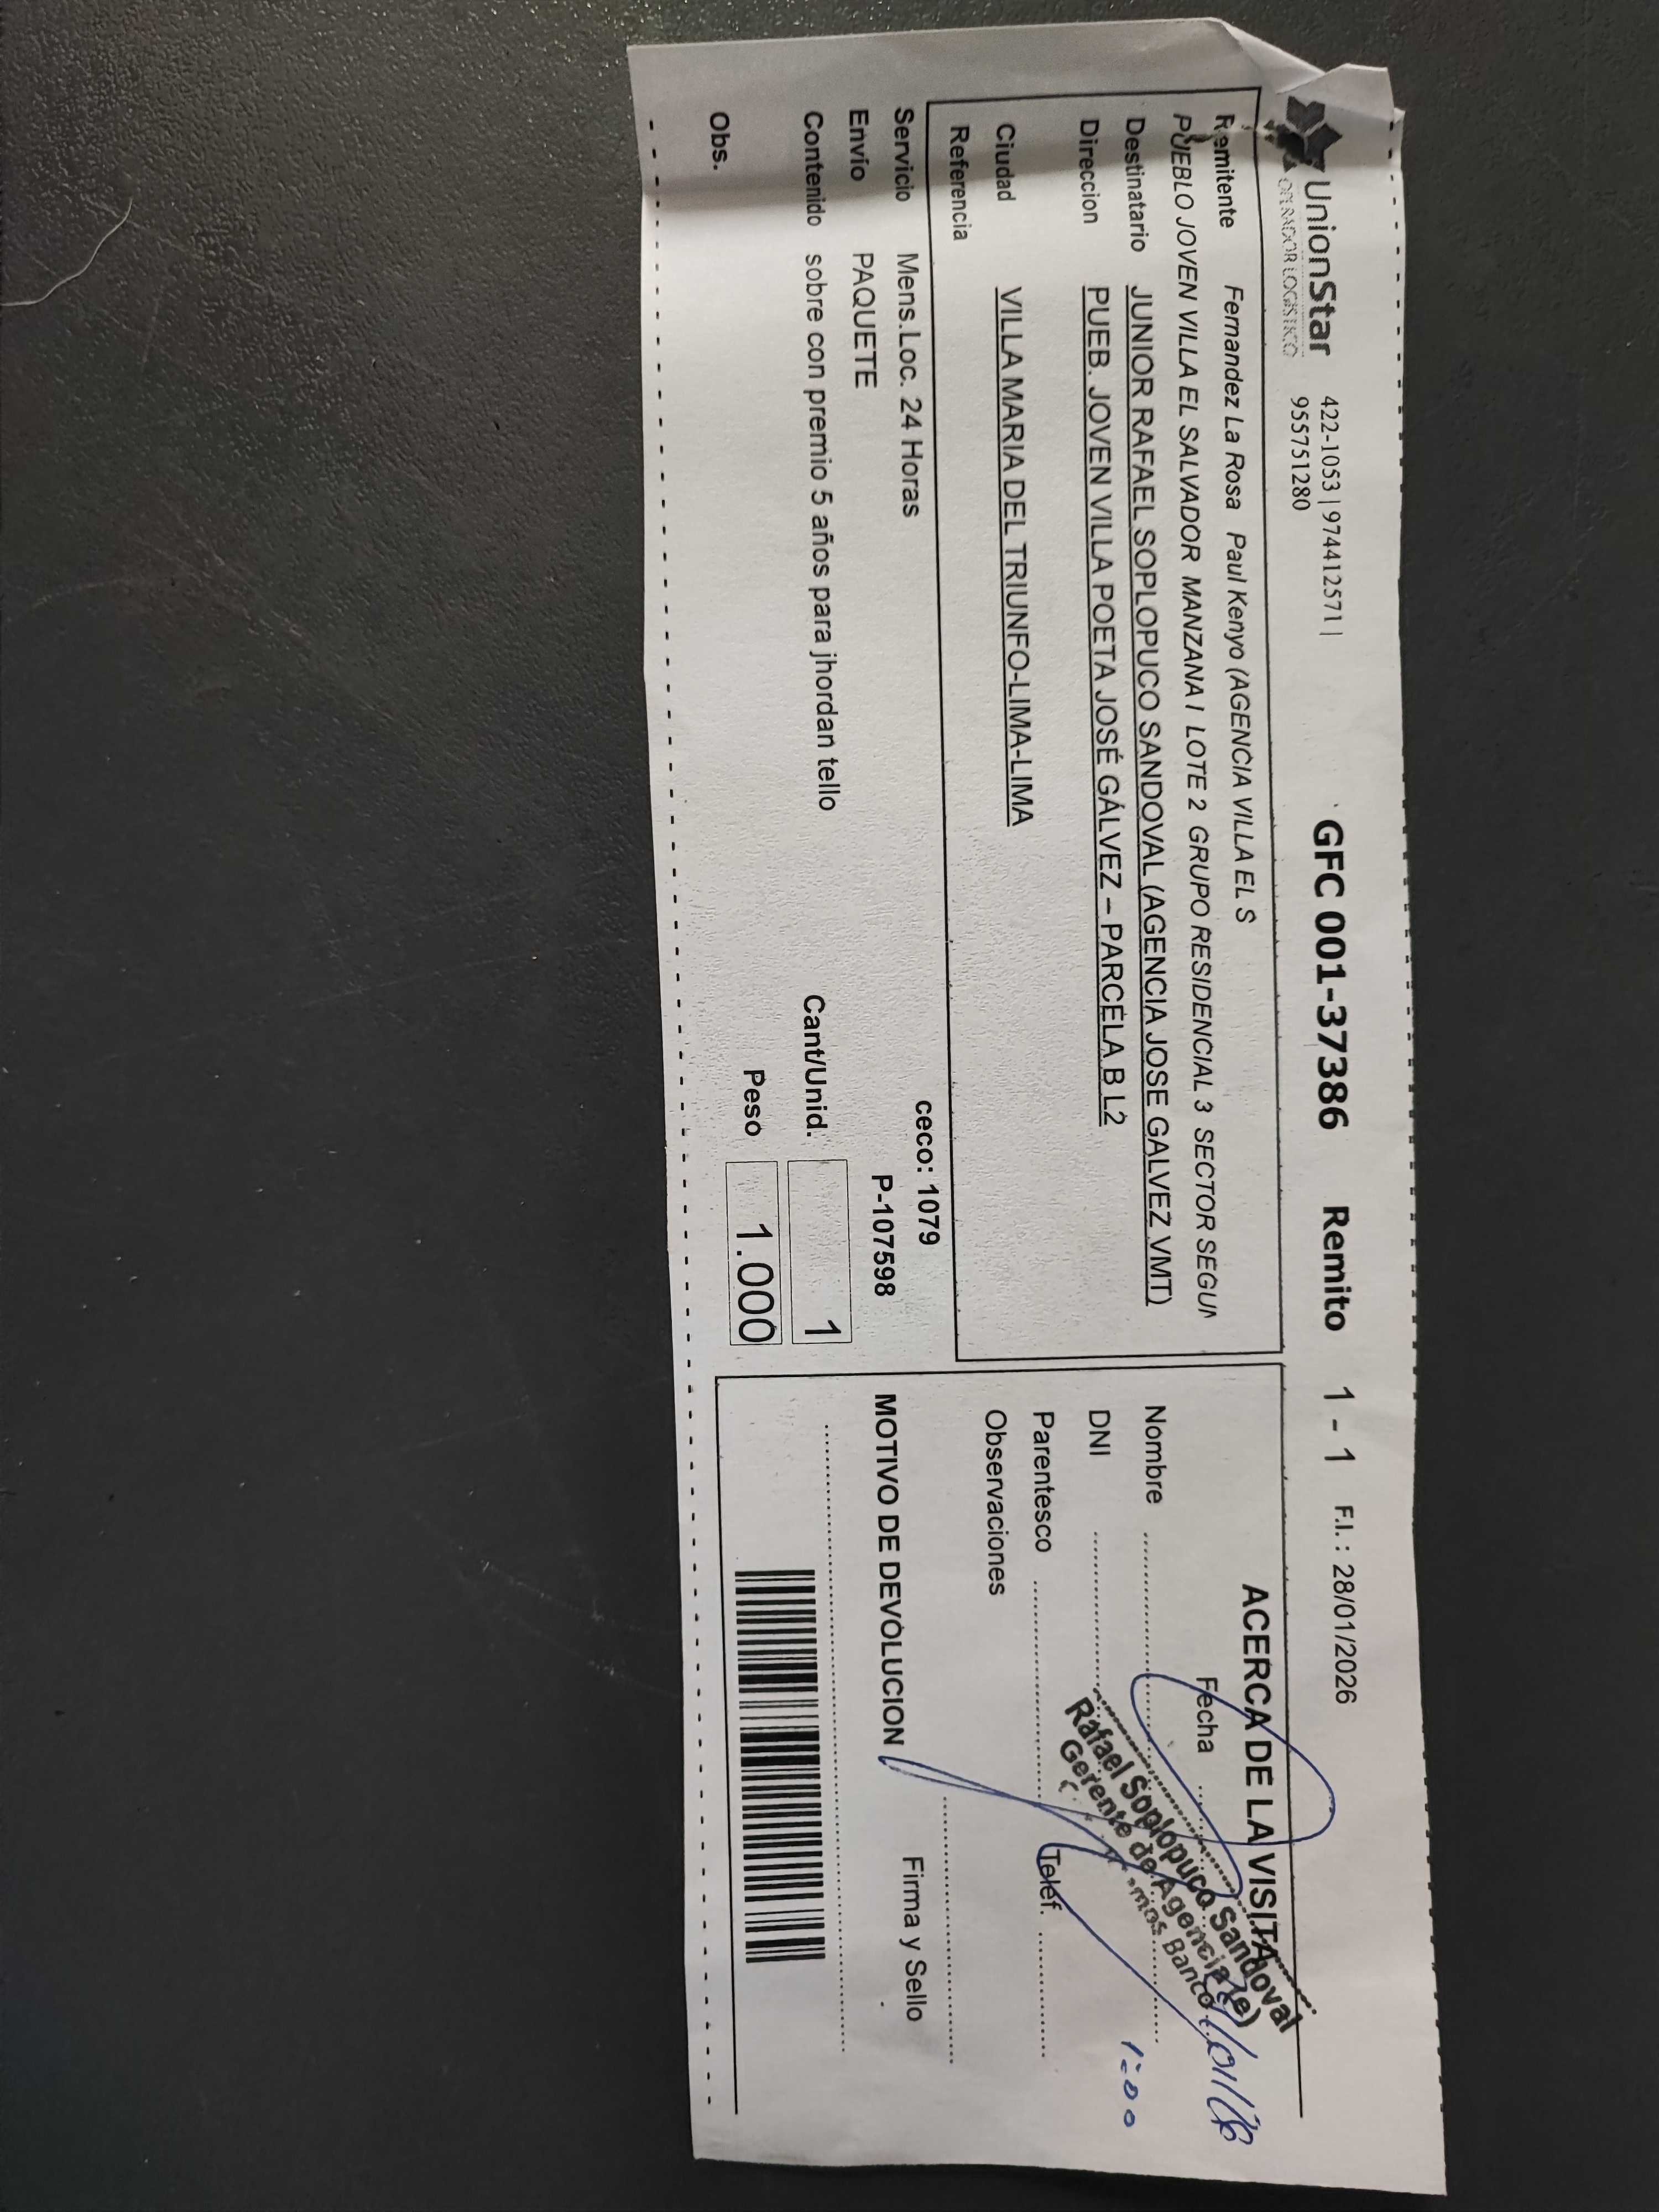 UnionStar
OPERADOR LOGISTICO
422-1053 | 974412571 |
955751280
GFC 001-37386 Remito 1 - 1 F.I. : 28/01/2026
Remitente Fernandez La Rosa Paul Kenyo (AGENCIA VILLA EL S
PUEBLO JOVEN VILLA EL SALVADOR MANZANA I LOTE 2 GRUPO RESIDENCIAL 3 SECTOR SEGUN
Destinatario JUNIOR RAFAEL SOPLOPUCO SANDOVAL (AGENCIA JOSE GALVEZ VMT)
Direccion PUEB. JOVEN VILLA POETA JOSÉ GÁLVEZ – PARCELA B L2
Ciudad VILLA MARIA DEL TRIUNFO-LIMA-LIMA
Referencia
Servicio Mens.Loc. 24 Horas ceco: 1079
Envío PAQUETE P-107598
Contenido sobre con premio 5 años para jhordan tello Cant/Unid. 1
Peso 1.000
Obs.
ACERCA DE LA VISITA
Fecha
Nombre
1:00
DNI
Parentesco Telef.
Observaciones
Rafael Soplopuco Sandoval
Gerente de Agencia (e)
Banco
Firma y Sello
MOTIVO DE DEVOLUCION